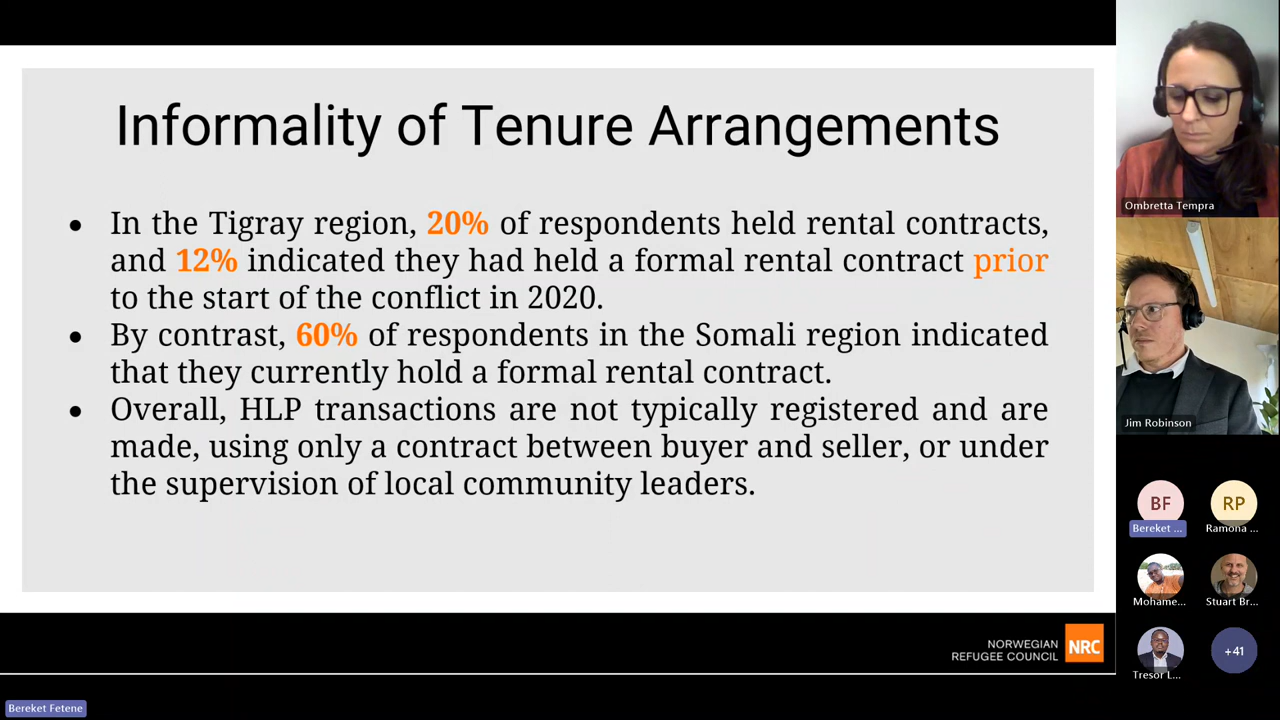 Informality of Tenure Arrangements
● In the Tigray region, 20% of respondents held rental contracts,
and 12% indicated they had held a formal rental contract prior
to the start of the conflict in 2020.
● By contrast, 60% of respondents in the Somali region indicated
that they currently hold a formal rental contract.
● Overall, HLP transactions are not typically registered and are
made, using only a contract between buyer and seller, or under
the supervision of local community leaders.
NORWEGIAN
REFUGEE COUNCIL
NRC
Bereket Fetene
Ombretta Tempra
Jim Robinson
BF
RP
Bereket ...
Ramona ...
Mohame...
Stuart Br...
Tresor L...
+41